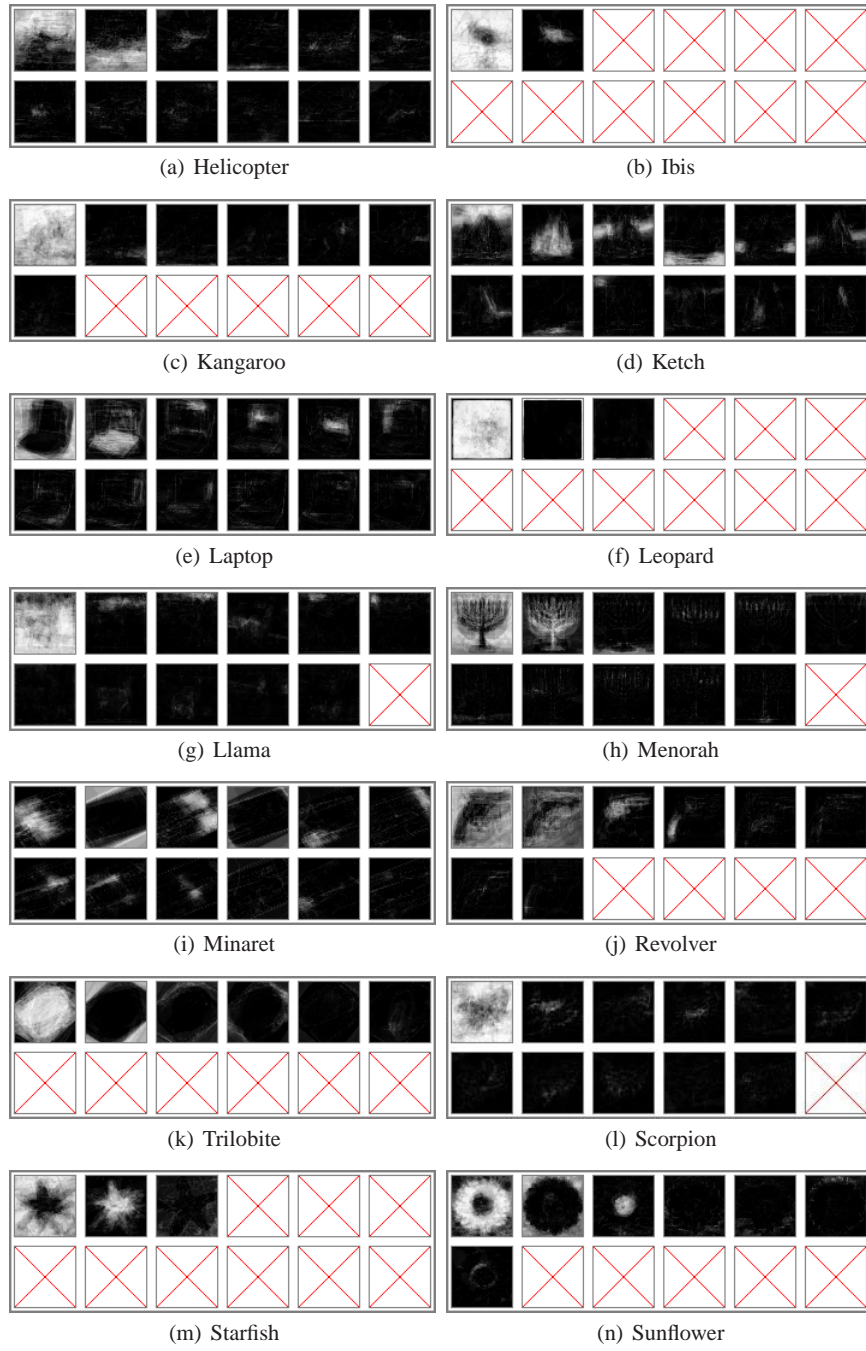 (a) Helicopter
(b) Ibis
(c) Kangaroo
(d) Ketch
(e) Laptop
(f) Leopard
(g) Llama
(h) Menorah
(i) Minaret
(j) Revolver
(k) Trilobite
(l) Scorpion
(m) Starfish
(n) Sunflower